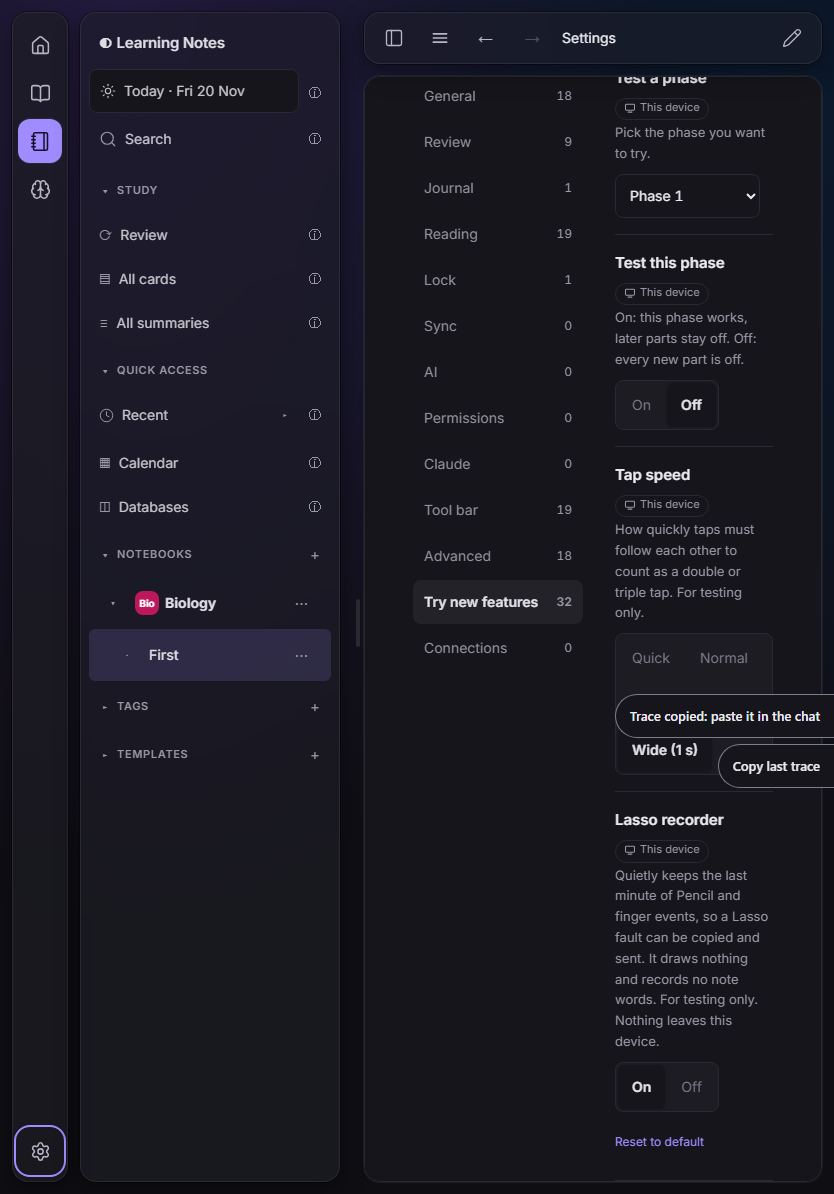 Learning Notes
Today · Fri 20 Nov
Search
STUDY
Review
All cards
All summaries
QUICK ACCESS
Recent
Calendar
Databases
NOTEBOOKS
+
Bio Biology
...
First
...
TAGS
+
TEMPLATES
+
Settings
General 18
Review 9
Journal 1
Reading 19
Lock 1
Sync 0
AI 0
Permissions 0
Claude 0
Tool bar 19
Advanced 18
Try new features 32
Connections 0
Test a phase
This device
Pick the phase you want
to try.
Phase 1
Test this phase
This device
On: this phase works,
later parts stay off. Off:
every new part is off.
On Off
Tap speed
This device
How quickly taps must
follow each other to
count as a double or
triple tap. For testing
only.
Quick Normal
Trace copied: paste it in the chat
Wide (1 s)
Copy last trace
Lasso recorder
This device
Quietly keeps the last
minute of Pencil and
finger events, so a Lasso
fault can be copied and
sent. It draws nothing
and records no note
words. For testing only.
Nothing leaves this
device.
On Off
Reset to default